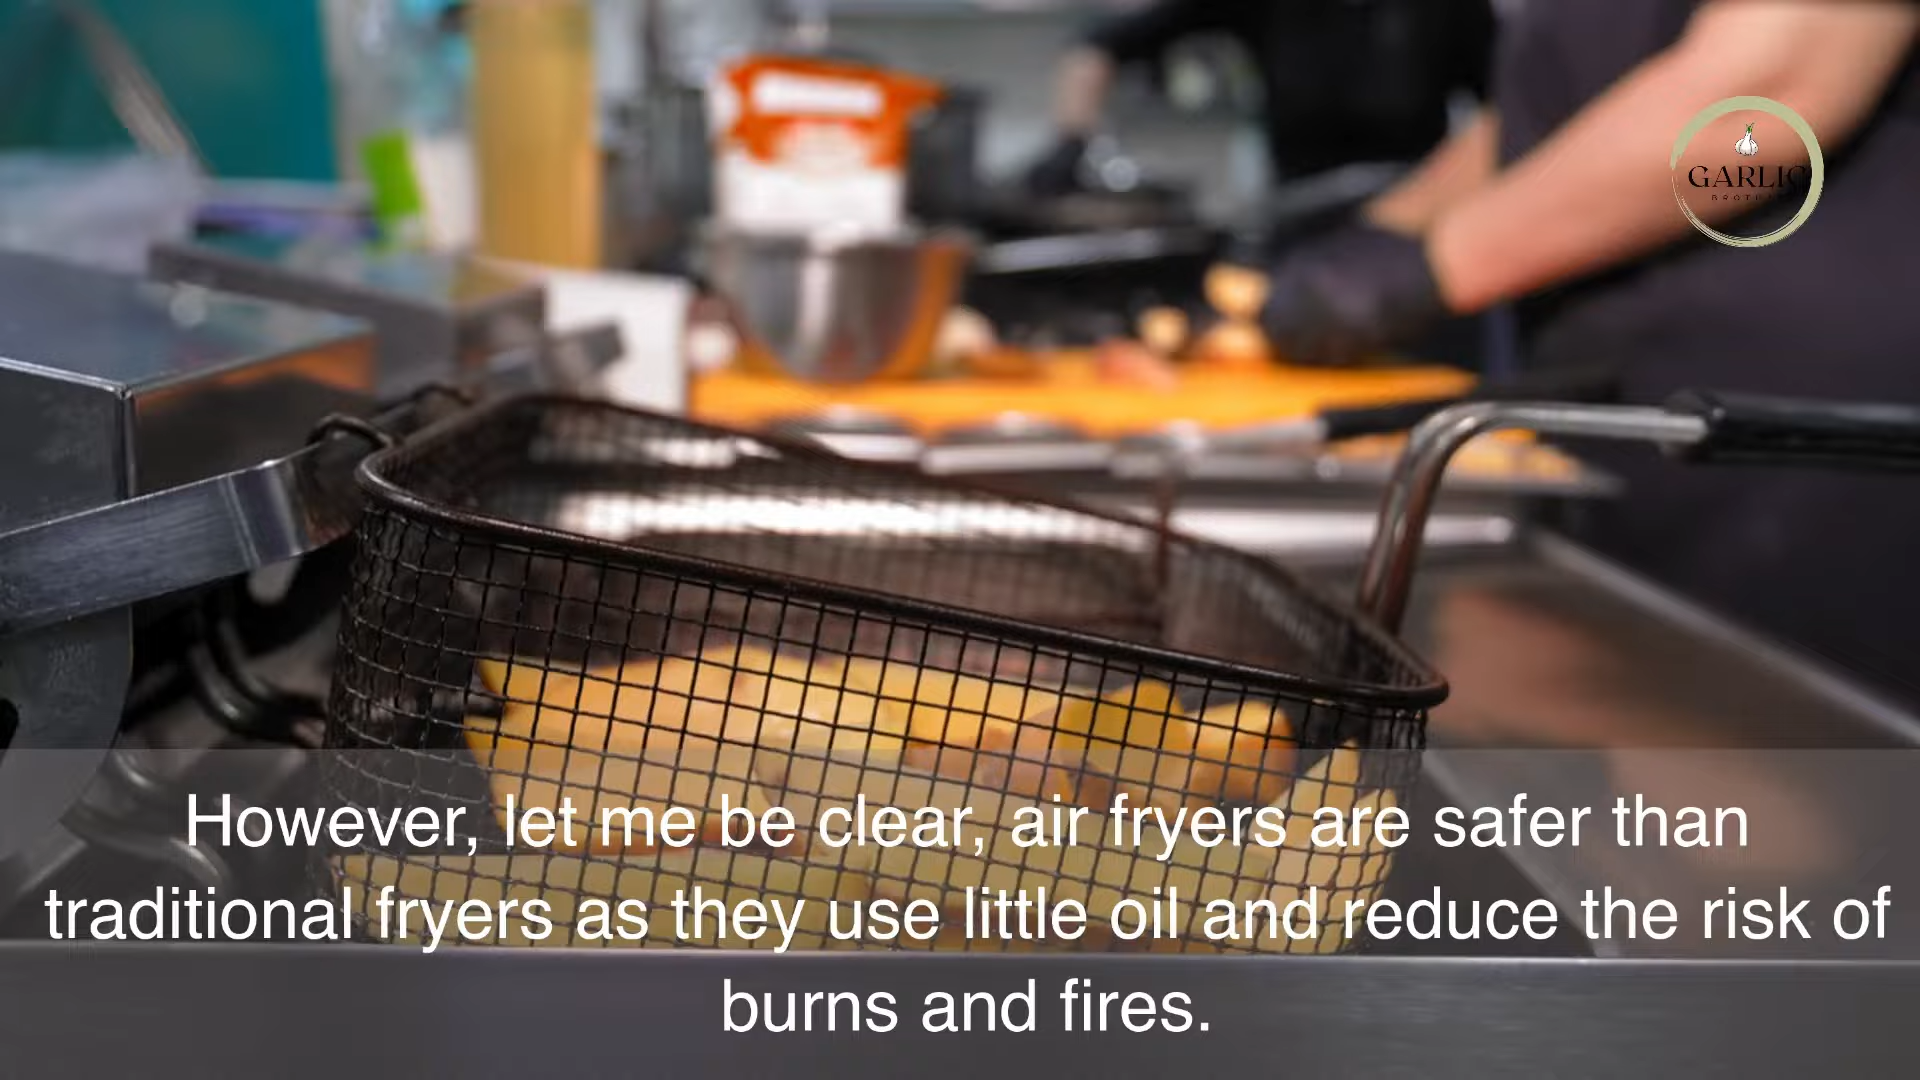 GARLIC
However, let me be clear, air fryers are safer than
traditional fryers as they use little oil and reduce the risk of
burns and fires.